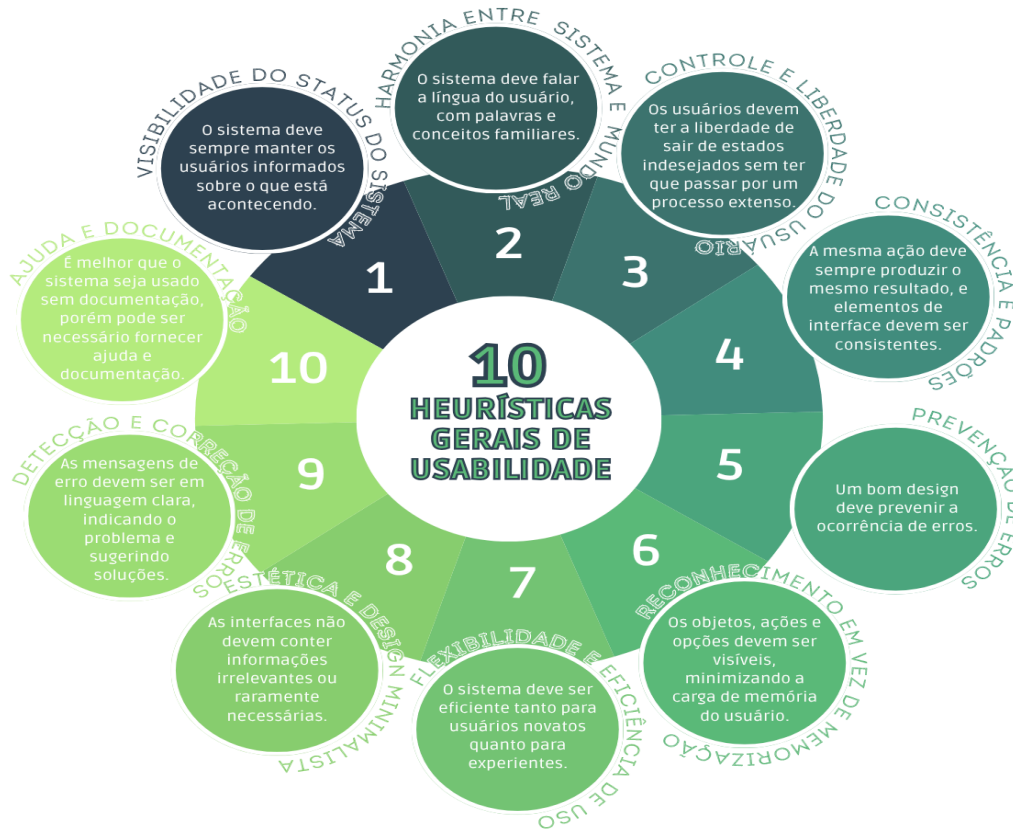 10
HEURÍSTICAS
GERAIS DE
USABILIDADE
1
VISIBILIDADE DO STATUS DO SISTEMA
O sistema deve
sempre manter os
usuários informados
sobre o que está
acontecendo.
2
HARMONIA ENTRE SISTEMA E MUNDO REAL
O sistema deve falar
a língua do usuário,
com palavras e
conceitos familiares.
3
CONTROLE E LIBERDADE DO USUÁRIO
Os usuários devem
ter a liberdade de
sair de estados
indesejados sem ter
que passar por um
processo extenso.
4
CONSISTÊNCIA E PADRÕES
A mesma ação deve
sempre produzir o
mesmo resultado, e
elementos de
interface devem ser
consistentes.
5
PREVENÇÃO DE ERROS
Um bom design
deve prevenir a
ocorrência de erros.
6
RECONHECIMENTO EM VEZ DE MEMORIZAÇÃO
Os objetos, ações e
opções devem ser
visíveis,
minimizando a
carga de memória
do usuário.
7
FLEXIBILIDADE E EFICIÊNCIA DE USO
O sistema deve ser
eficiente tanto para
usuários novatos
quanto para
experientes.
8
ESTÉTICA E DESIGN MINIMALISTA
As interfaces não
devem conter
informações
irrelevantes ou
raramente
necessárias.
9
DETECÇÃO E CORREÇÃO DE ERROS
As mensagens de
erro devem ser em
linguagem clara,
indicando o
problema e
sugerindo
soluções.
10
AJUDA E DOCUMENTAÇÃO
É melhor que o
sistema seja usado
sem documentação,
porém pode ser
necessário fornecer
ajuda e
documentação.